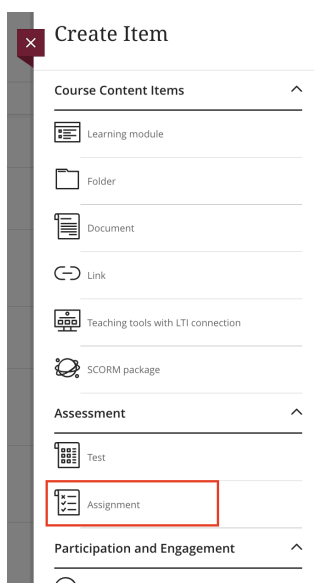 Create Item
Course Content Items
Learning module
Folder
Document
Link
Teaching tools with LTI connection
SCORM package
Assessment
Test
Assignment
Participation and Engagement